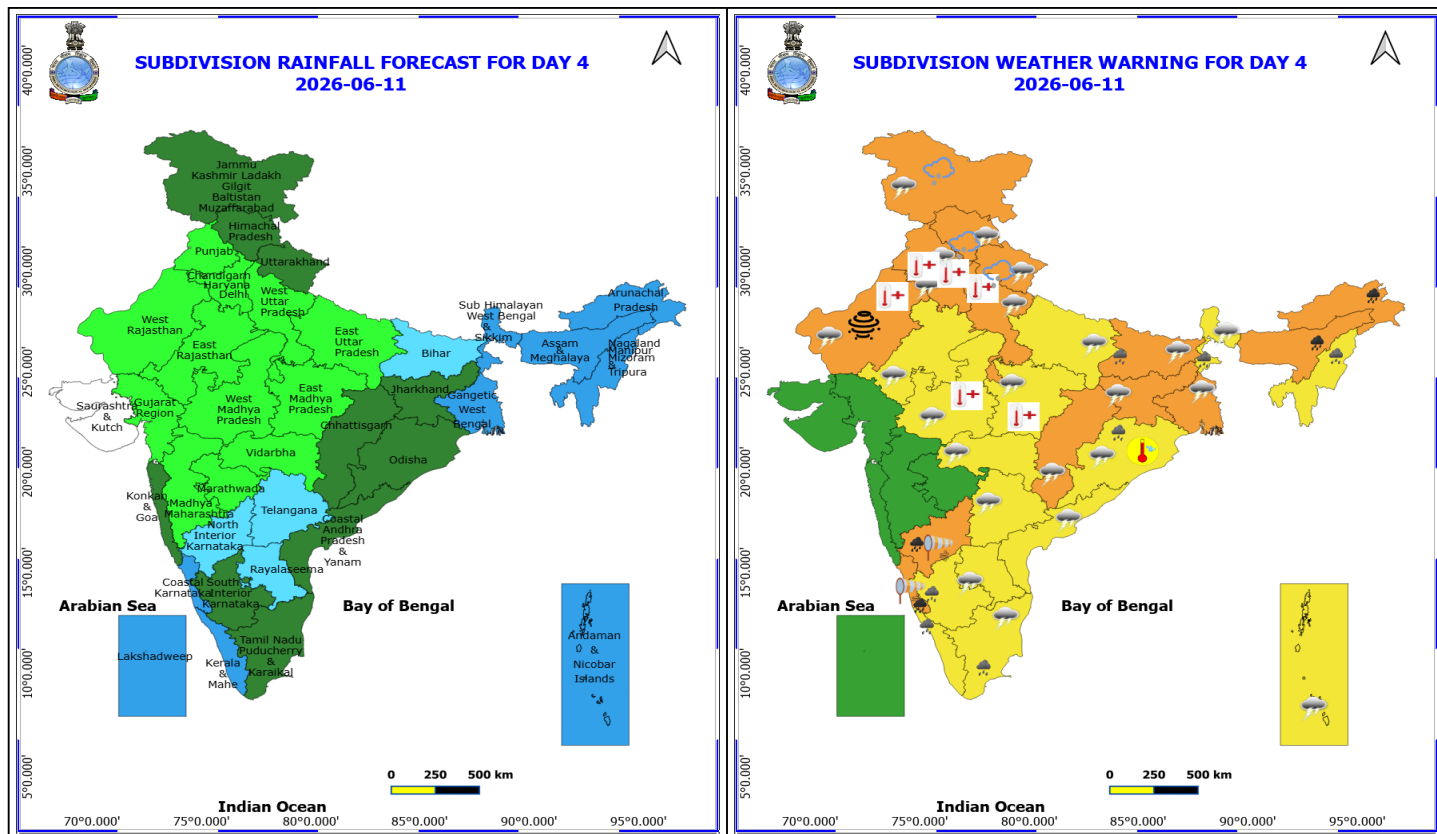 SUBDIVISION RAINFALL FORECAST FOR DAY 4
2026-06-11
40°0.000'
35°0.000'
30°0.000'
25°0.000'
20°0.000'
15°0.000'
10°0.000'
5°0.000'
Jammu
Kashmir Ladakh
Gilgit
Baltistan
Muzaffarabad
Himachal
Pradesh
Punjab
Uttarakhand
Chandigarh
Haryana
Delhi
West
Uttar
Pradesh
West
Rajasthan
East
Rajasthan
East
Uttar
Pradesh
Bihar
Sub Himalayan
West Bengal
&
Sikkim
Arunachal
Pradesh
Assam
&
Meghalaya
Nagaland
Manipur
Mizoram
&
Tripura
Saurashtra
&
Kutch
Gujarat
Region
West
Madhya
Pradesh
East
Madhya
Pradesh
Jharkhand
Gangetic
West
Bengal
Chhattisgarh
Odisha
Vidarbha
Konkan
&
Goa
Madhya
Maharashtra
Marathwada
Telangana
North
Interior
Karnataka
Coastal
Andhra
Pradesh
&
Yanam
Rayalaseema
Coastal
Karnataka
South
Interior
Karnataka
Arabian Sea
Bay of Bengal
Lakshadweep
Kerala
&
Mahe
Tamil Nadu
Puducherry
&
Karaikal
Andaman
&
Nicobar
Islands
0 250 500 km
Indian Ocean
70°0.000' 75°0.000' 80°0.000' 85°0.000' 90°0.000' 95°0.000'
SUBDIVISION WEATHER WARNING FOR DAY 4
2026-06-11
40°0.000'
35°0.000'
30°0.000'
25°0.000'
20°0.000'
15°0.000'
10°0.000'
5°0.000'
Arabian Sea
Bay of Bengal
0 250 500 km
Indian Ocean
70°0.000' 75°0.000' 80°0.000' 85°0.000' 90°0.000' 95°0.000'